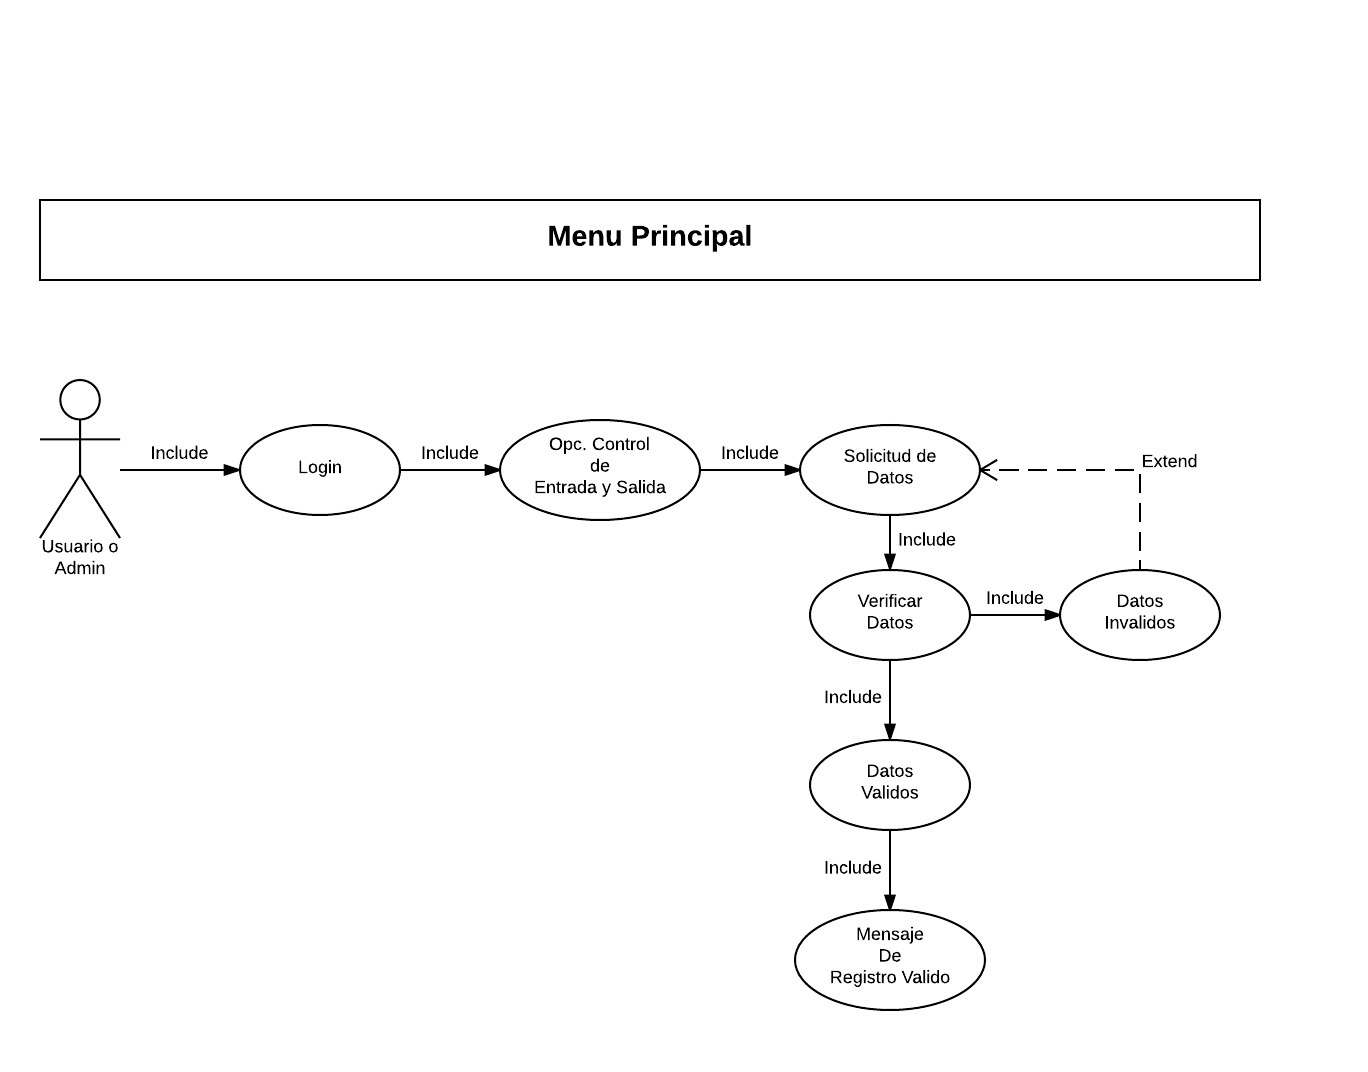 Menu Principal
Usuario o
Admin
Include
Login
Include
Opc. Control
de
Entrada y Salida
Include
Solicitud de
Datos
Extend
Include
Verificar
Datos
Include
Datos
Invalidos
Include
Datos
Validos
Include
Mensaje
De
Registro Valido